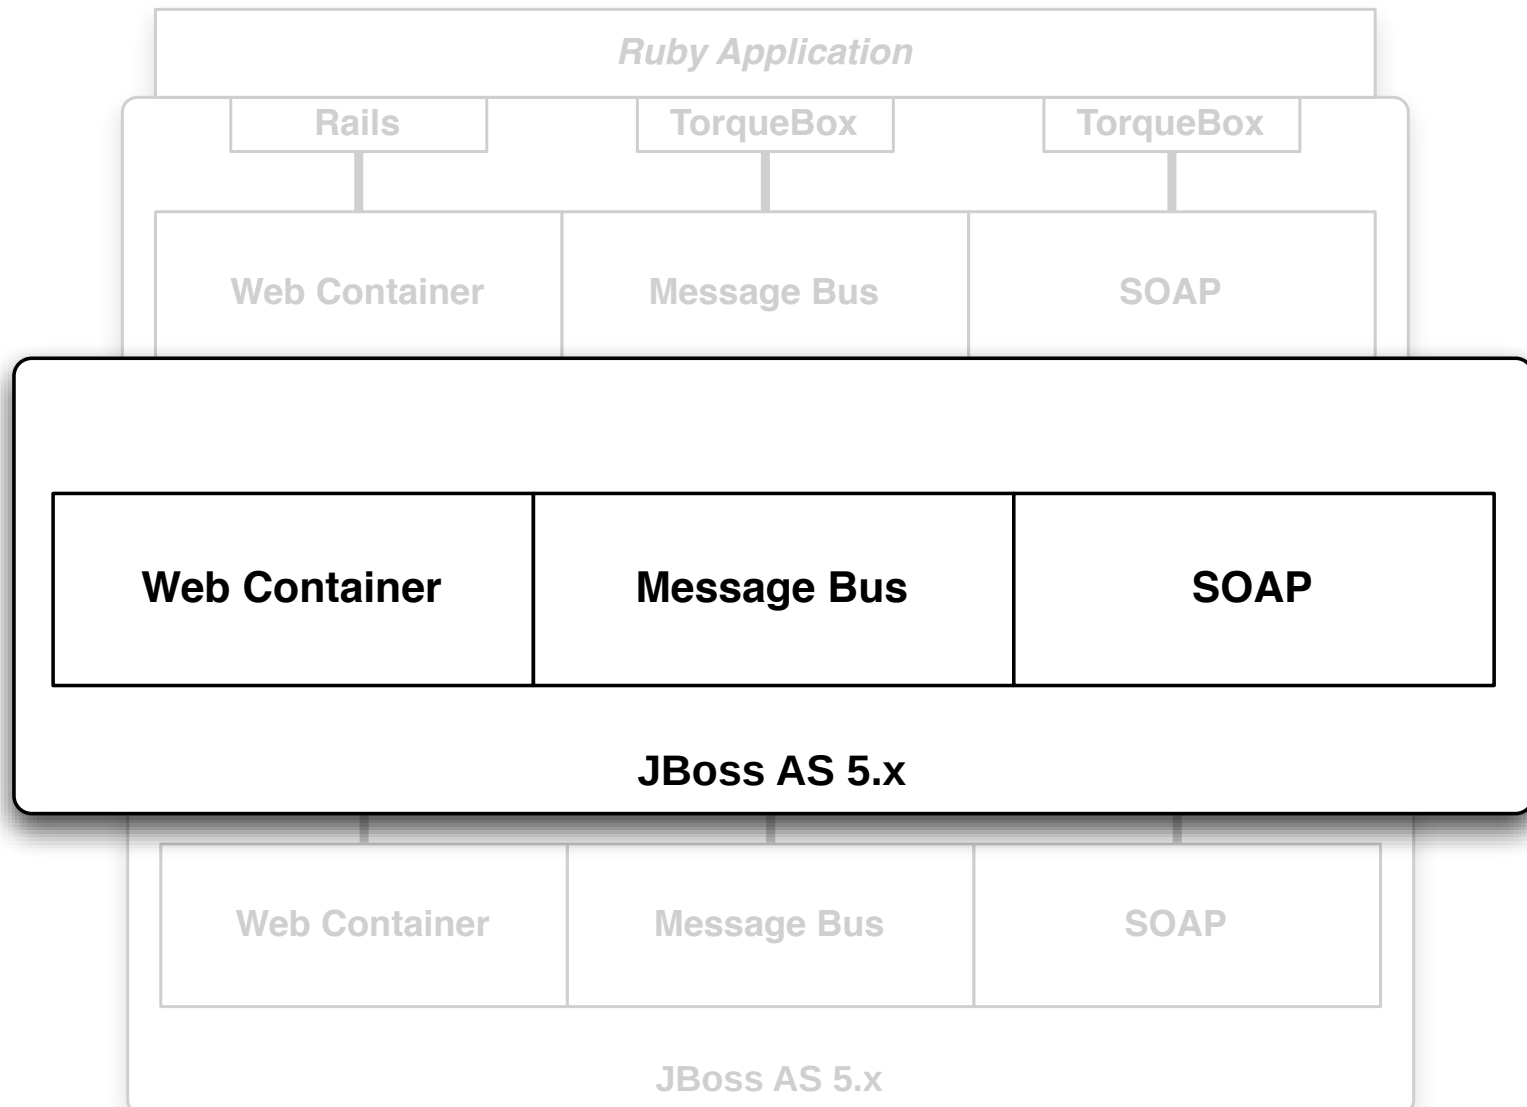 Ruby Application
Rails TorqueBox TorqueBox
Web Container Message Bus SOAP
Web Container Message Bus SOAP
JBoss AS 5.x
Web Container Message Bus SOAP
JBoss AS 5.x